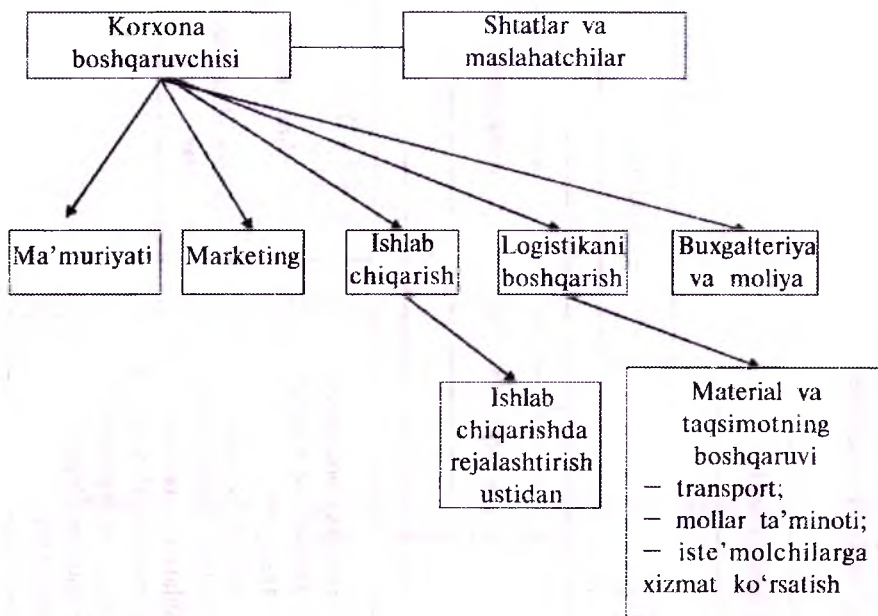 Korxona
boshqaruvchisi
Shtatlar va
maslahatchilar
Ma’muriyati
Marketing
Ishlab
chiqarish
Logistikani
boshqarish
Buxgalteriya
va moliya
Ishlab
chiqarishda
rejalashtirish
ustidan
Material va
taqsimotning
boshqaruvi
— transport;
— mollar ta’minoti;
— iste’molchilarga
xizmat ko‘rsatish